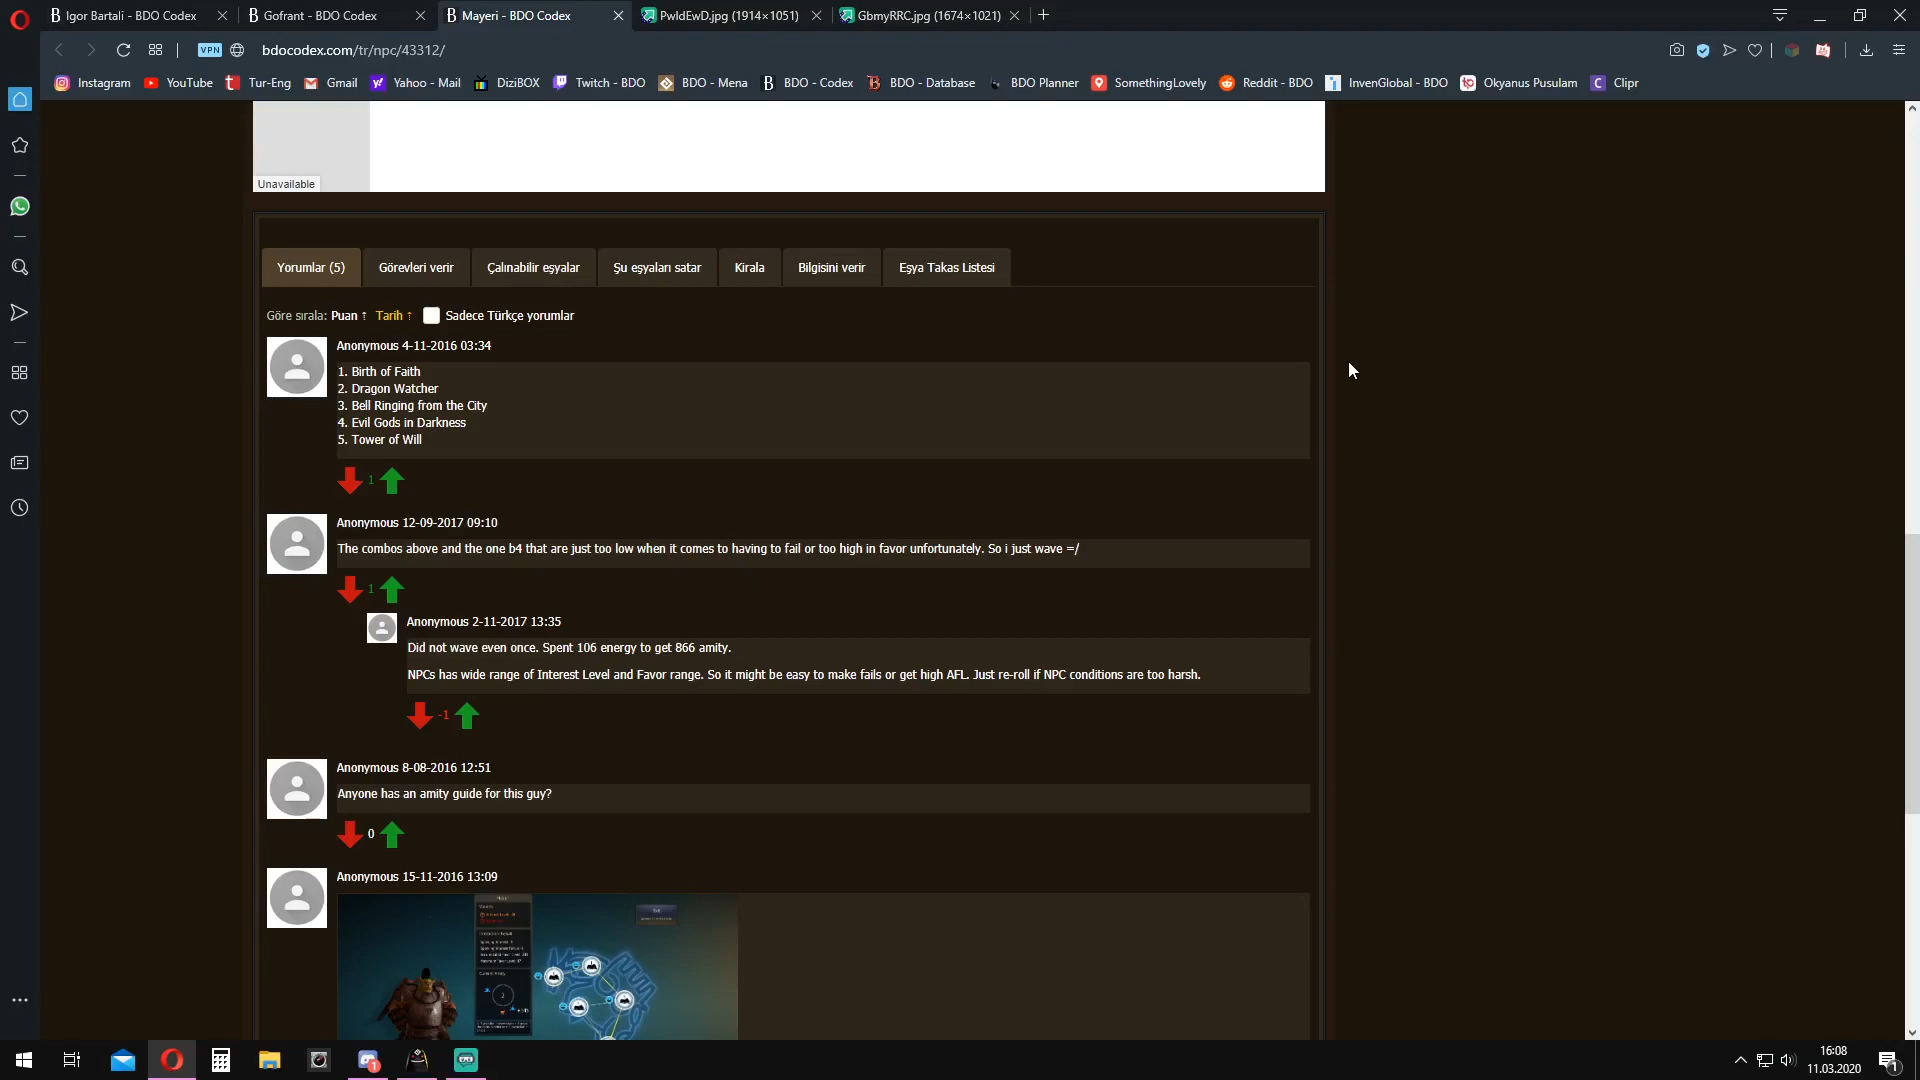 Igor Bartali - BDO Codex
Gofrant - BDO Codex
Mayeri - BDO Codex
PwldEwD.jpg (1914×1051)
GbmyRRC.jpg (1674×1021)
VPN
bdocodex.com/tr/npc/43312/
Instagram
YouTube
Tur-Eng
Gmail
Yahoo - Mail
DiziBOX
Twitch - BDO
BDO - Mena
BDO - Codex
BDO - Database
BDO Planner
SomethingLovely
Reddit - BDO
InvenGlobal - BDO
Okyanus Pusulam
Clipr
Unavailable
Yorumlar (5)
Görevleri verir
Çalınabilir eşyalar
Şu eşyaları satar
Kirala
Bilgisini verir
Eşya Takas Listesi
Göre sırala: Puan ↑ Tarih ↑ Sadece Türkçe yorumlar
Anonymous 4-11-2016 03:34
1. Birth of Faith
2. Dragon Watcher
3. Bell Ringing from the City
4. Evil Gods in Darkness
5. Tower of Will
1
Anonymous 12-09-2017 09:10
The combos above and the one b4 that are just too low when it comes to having to fail or too high in favor unfortunately. So i just wave =/
1
Anonymous 2-11-2017 13:35
Did not wave even once. Spent 106 energy to get 866 amity.
NPCs has wide range of Interest Level and Favor range. So it might be easy to make fails or get high AFL. Just re-roll if NPC conditions are too harsh.
-1
Anonymous 8-08-2016 12:51
Anyone has an amity guide for this guy?
0
Anonymous 15-11-2016 13:09
16:08
11.03.2020
1
1